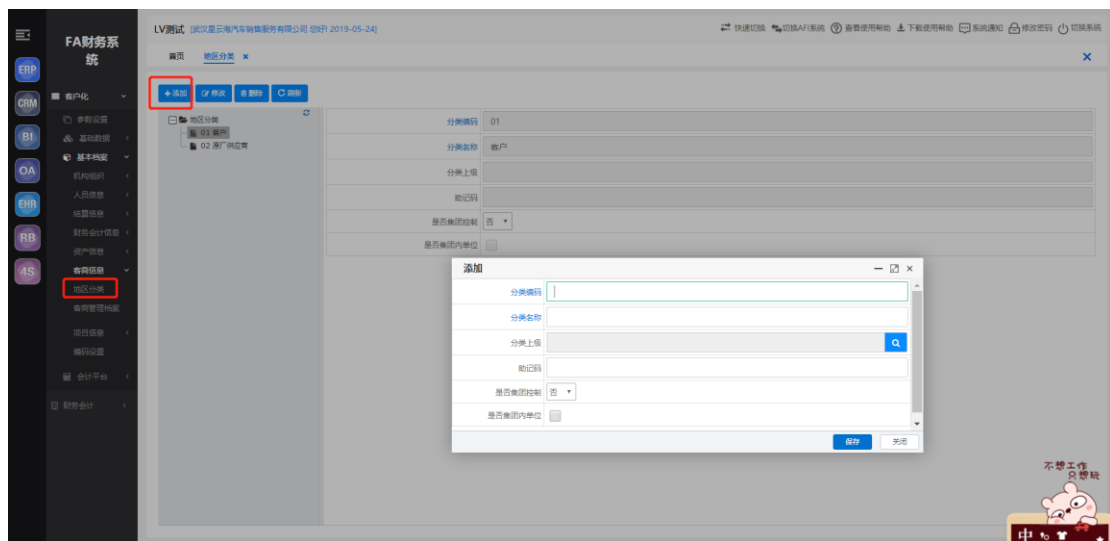 LV测试 [武汉星云海汽车销售服务有限公司 您好! 2019-05-24]
快速切换 切换AFI系统 查看使用帮助 下载使用帮助 系统通知 修改密码 切换系统
FA财务系
统
首页 地区分类 ×
ERP
CRM
BI
OA
EHR
RB
4S
客户化
参数设置
基础数据
基本档案
机构组织
人员信息
结算信息
财务会计信息
资产信息
客商信息
地区分类
客商管理档案
项目信息
编码设置
会计平台
财务会计
+添加 修改 删除 刷新
地区分类
01 客户
02 原厂供应商
分类编码 01
分类名称 客户
分类上级
助记码
是否集团控制 否
是否集团内单位
添加
分类编码
分类名称
分类上级
助记码
是否集团控制 否
是否集团内单位
保存 关闭
不想工作
只想玩
中